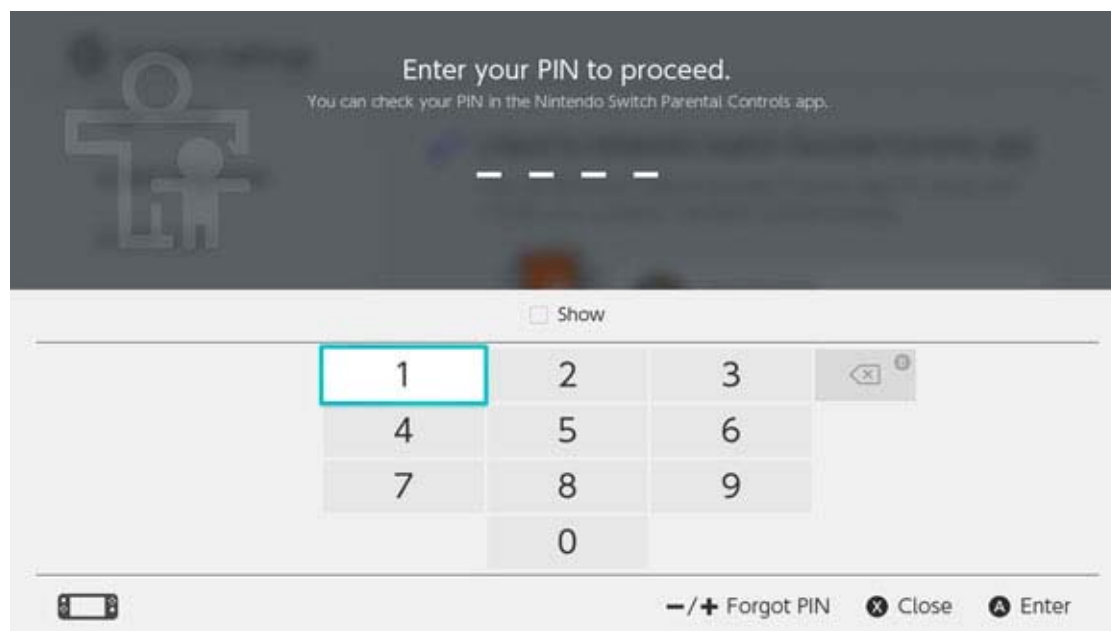 Enter your PIN to proceed.
You can check your PIN in the Nintendo Switch Parental Controls app.
Show
1 2 3
4 5 6
7 8 9
0
−/+ Forgot PIN X Close A Enter